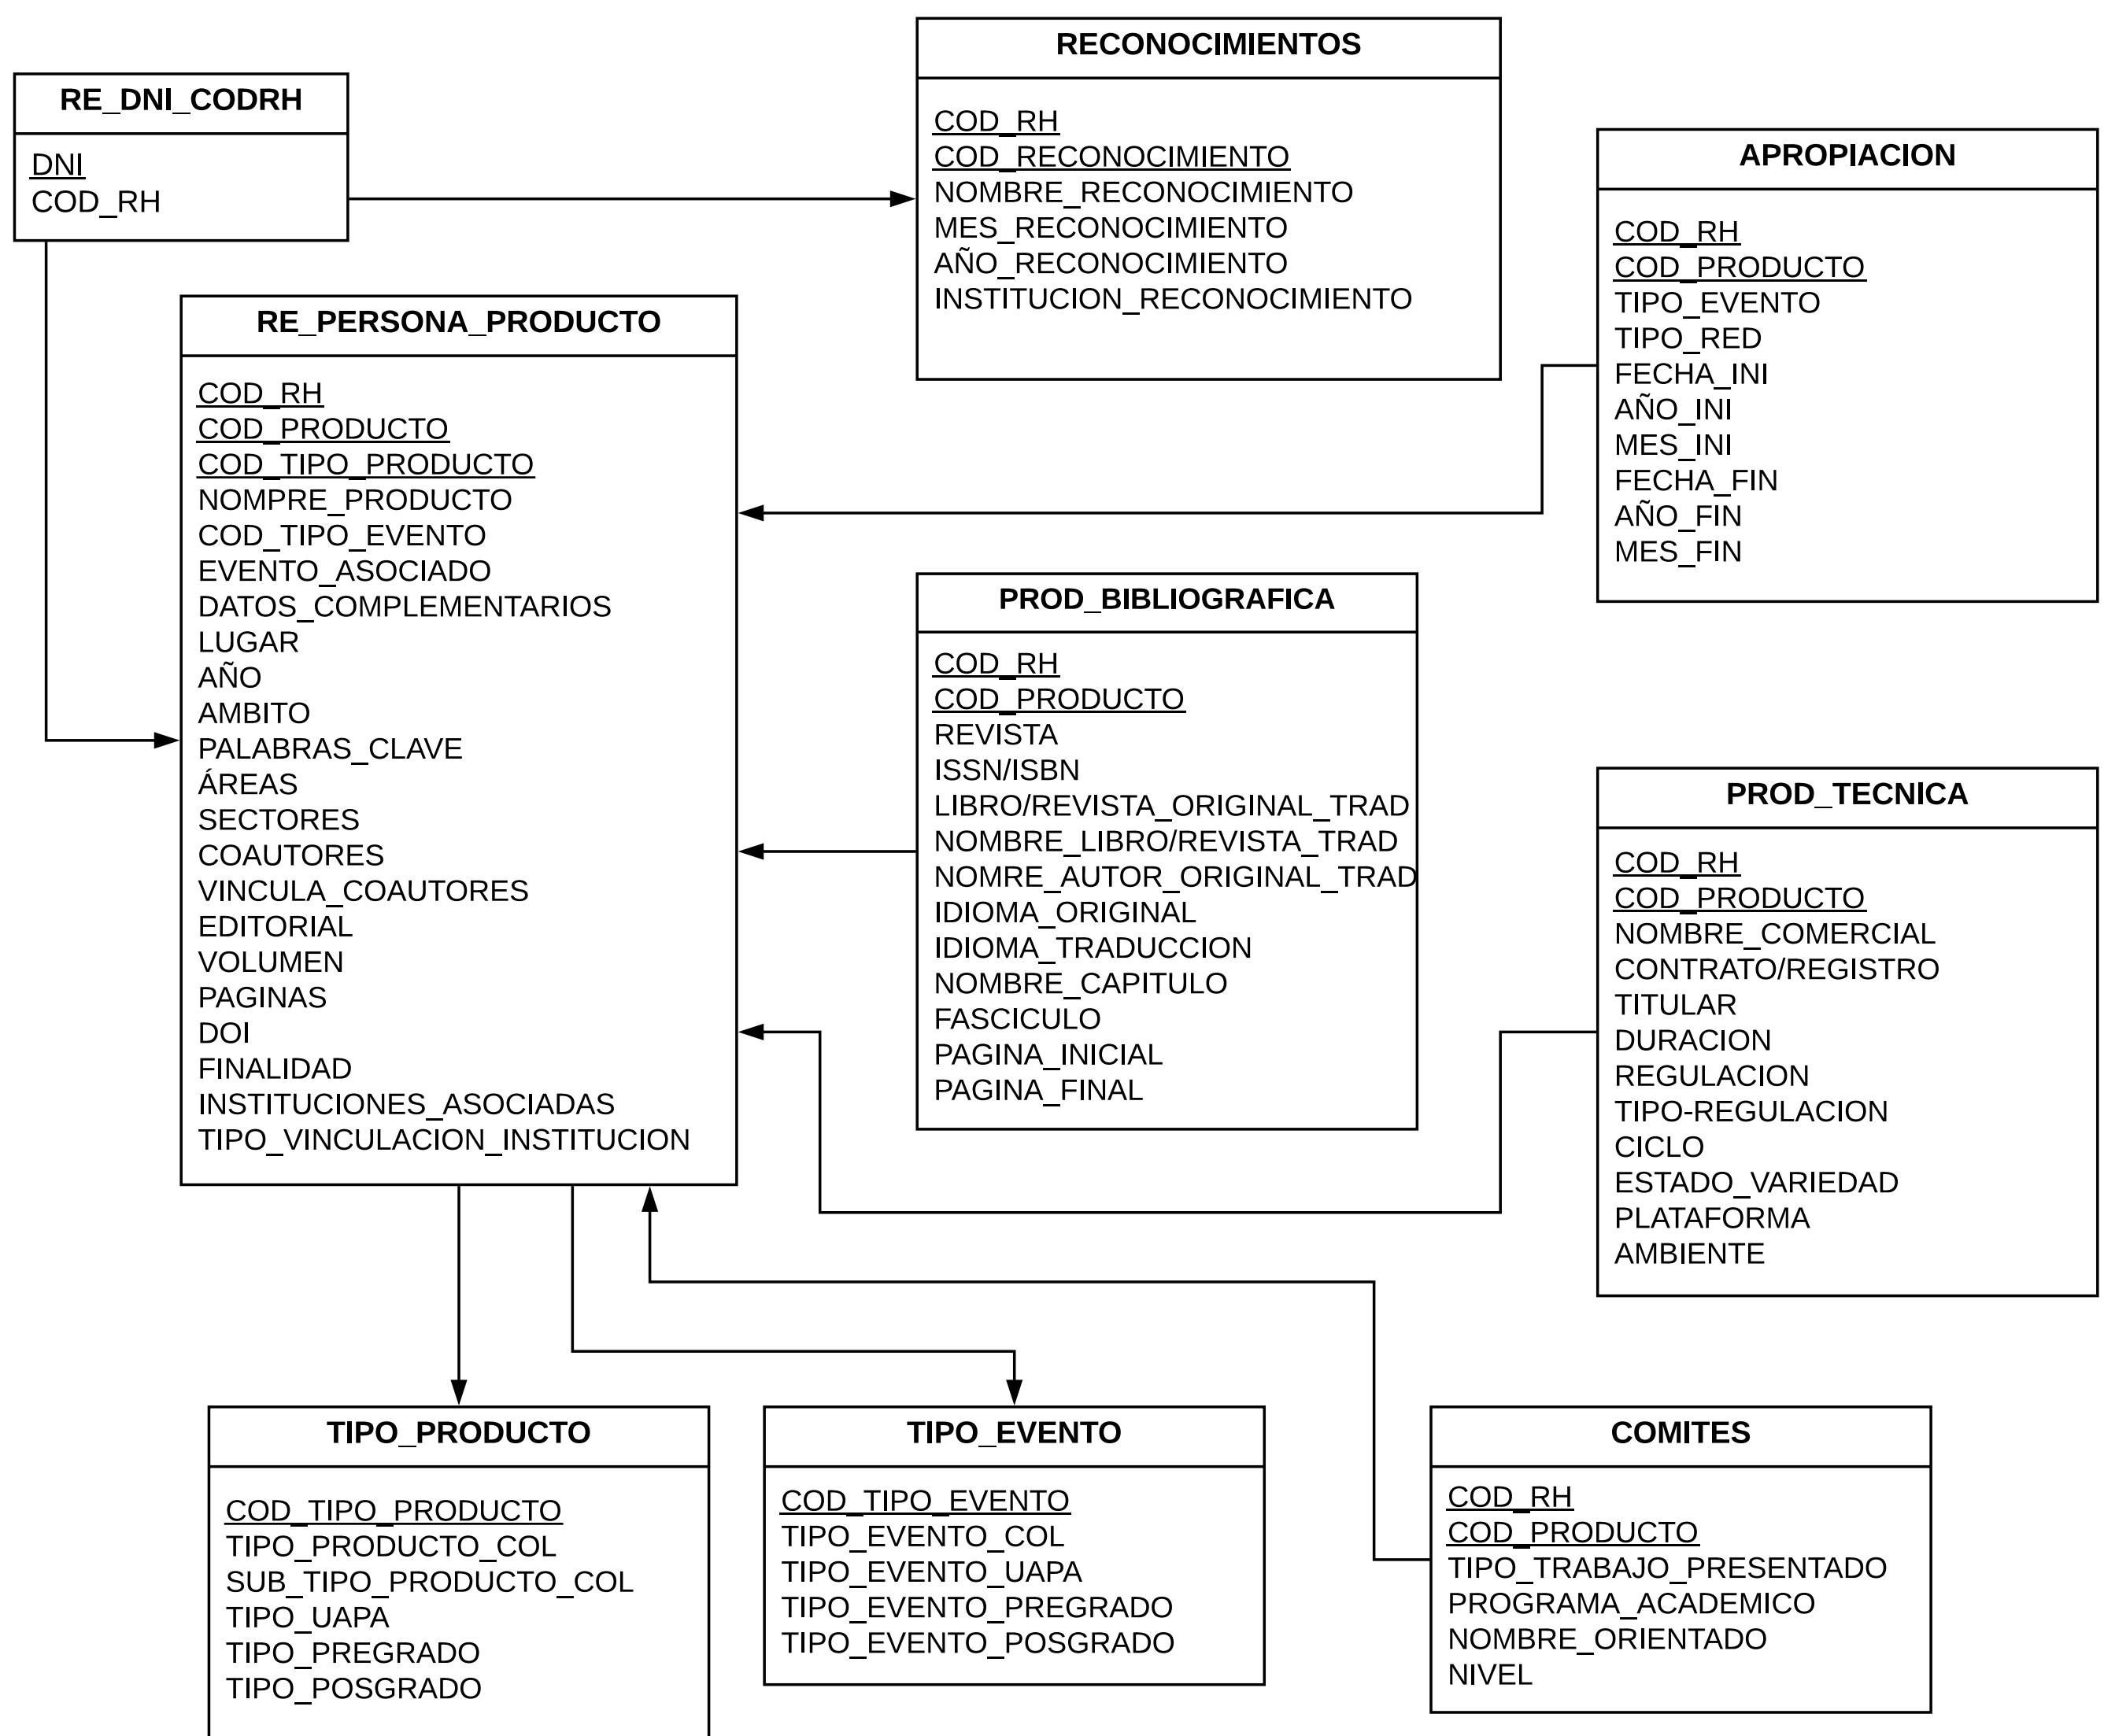 RE_DNI_CODRH
DNI
COD_RH
RECONOCIMIENTOS
COD_RH
COD_RECONOCIMIENTO
NOMBRE_RECONOCIMIENTO
MES_RECONOCIMIENTO
AÑO_RECONOCIMIENTO
INSTITUCION_RECONOCIMIENTO
APROPIACION
COD_RH
COD_PRODUCTO
TIPO_EVENTO
TIPO_RED
FECHA_INI
AÑO_INI
MES_INI
FECHA_FIN
AÑO_FIN
MES_FIN
RE_PERSONA_PRODUCTO
COD_RH
COD_PRODUCTO
COD_TIPO_PRODUCTO
NOMPRE_PRODUCTO
COD_TIPO_EVENTO
EVENTO_ASOCIADO
DATOS_COMPLEMENTARIOS
LUGAR
AÑO
AMBITO
PALABRAS_CLAVE
ÁREAS
SECTORES
COAUTORES
VINCULA_COAUTORES
EDITORIAL
VOLUMEN
PAGINAS
DOI
FINALIDAD
INSTITUCIONES_ASOCIADAS
TIPO_VINCULACION_INSTITUCION
PROD_BIBLIOGRAFICA
COD_RH
COD_PRODUCTO
REVISTA
ISSN/ISBN
LIBRO/REVISTA_ORIGINAL_TRAD
NOMBRE_LIBRO/REVISTA_TRAD
NOMRE_AUTOR_ORIGINAL_TRAD
IDIOMA_ORIGINAL
IDIOMA_TRADUCCION
NOMBRE_CAPITULO
FASCICULO
PAGINA_INICIAL
PAGINA_FINAL
PROD_TECNICA
COD_RH
COD_PRODUCTO
NOMBRE_COMERCIAL
CONTRATO/REGISTRO
TITULAR
DURACION
REGULACION
TIPO-REGULACION
CICLO
ESTADO_VARIEDAD
PLATAFORMA
AMBIENTE
TIPO_PRODUCTO
COD_TIPO_PRODUCTO
TIPO_PRODUCTO_COL
SUB_TIPO_PRODUCTO_COL
TIPO_UAPA
TIPO_PREGRADO
TIPO_POSGRADO
TIPO_EVENTO
COD_TIPO_EVENTO
TIPO_EVENTO_COL
TIPO_EVENTO_UAPA
TIPO_EVENTO_PREGRADO
TIPO_EVENTO_POSGRADO
COMITES
COD_RH
COD_PRODUCTO
TIPO_TRABAJO_PRESENTADO
PROGRAMA_ACADEMICO
NOMBRE_ORIENTADO
NIVEL